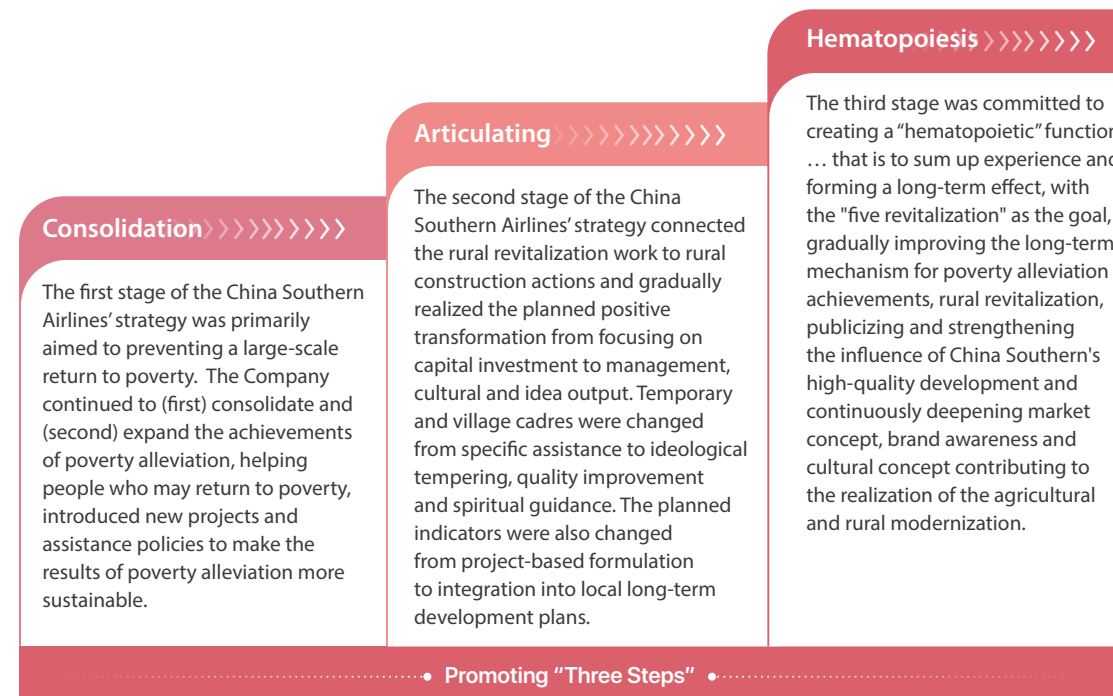 Consolidation
The first stage of the China Southern
Airlines’ strategy was primarily
aimed to preventing a large-scale
return to poverty.  The Company
continued to (first) consolidate and
(second) expand the achievements
of poverty alleviation, helping
people who may return to poverty,
introduced new projects and
assistance policies to make the
results of poverty alleviation more
sustainable.
Articulating
The second stage of the China
Southern Airlines’ strategy connected
the rural revitalization work to rural
construction actions and gradually
realized the planned positive
transformation from focusing on
capital investment to management,
cultural and idea output. Temporary
and village cadres were changed
from specific assistance to ideological
tempering, quality improvement
and spiritual guidance. The planned
indicators were also changed
from project-based formulation
to integration into local long-term
development plans.
Hematopoiesis
The third stage was committed to
creating a “hematopoietic” function
… that is to sum up experience and
forming a long-term effect, with
the "five revitalization" as the goal,
gradually improving the long-term
mechanism for poverty alleviation
achievements, rural revitalization,
publicizing and strengthening
the influence of China Southern's
high-quality development and
continuously deepening market
concept, brand awareness and
cultural concept contributing to
the realization of the agricultural
and rural modernization.
Promoting “Three Steps”